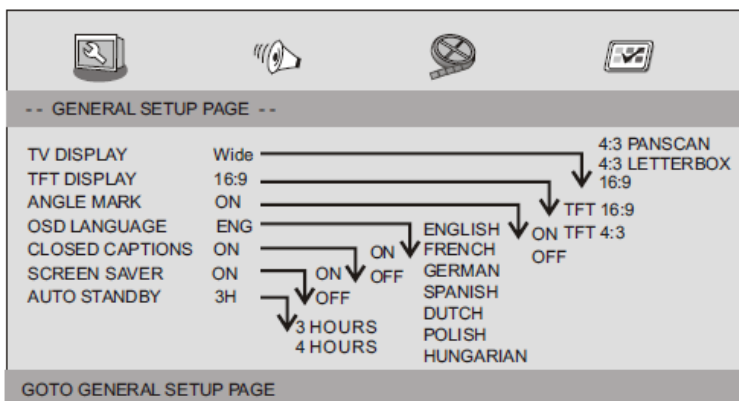 - - GENERAL SETUP PAGE - -
TV DISPLAY Wide
TFT DISPLAY 16:9
ANGLE MARK ON
OSD LANGUAGE ENG
CLOSED CAPTIONS ON
SCREEN SAVER ON
AUTO STANDBY 3H
4:3 PANSCAN
4:3 LETTERBOX
16:9
TFT 16:9
TFT 4:3
ON
OFF
ENGLISH
FRENCH
GERMAN
SPANISH
DUTCH
POLISH
HUNGARIAN
ON
OFF
ON
OFF
3 HOURS
4 HOURS
GOTO GENERAL SETUP PAGE